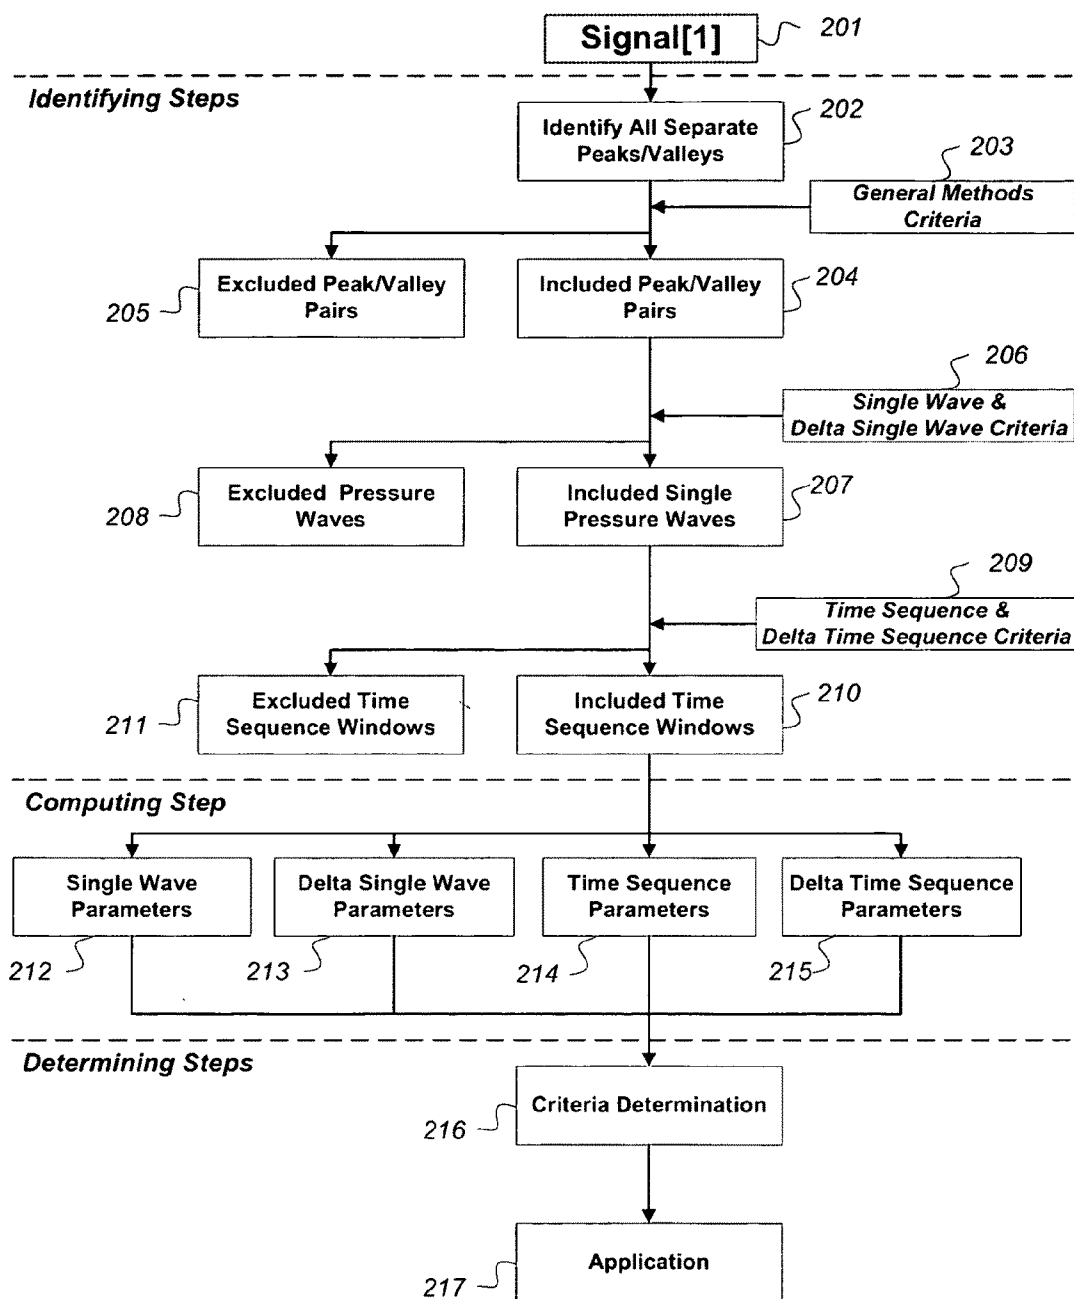 Signal[1]
201
Identifying Steps
Identify All Separate
Peaks/Valleys
202
203
General Methods
Criteria
Excluded Peak/Valley
Pairs
205
Included Peak/Valley
Pairs
204
206
Single Wave &
Delta Single Wave Criteria
Excluded Pressure
Waves
208
Included Single
Pressure Waves
207
209
Time Sequence &
Delta Time Sequence Criteria
Excluded Time
Sequence Windows
211
Included Time
Sequence Windows
210
Computing Step
Single Wave
Parameters
212
Delta Single Wave
Parameters
213
Time Sequence
Parameters
214
Delta Time Sequence
Parameters
215
Determining Steps
Criteria Determination
216
Application
217